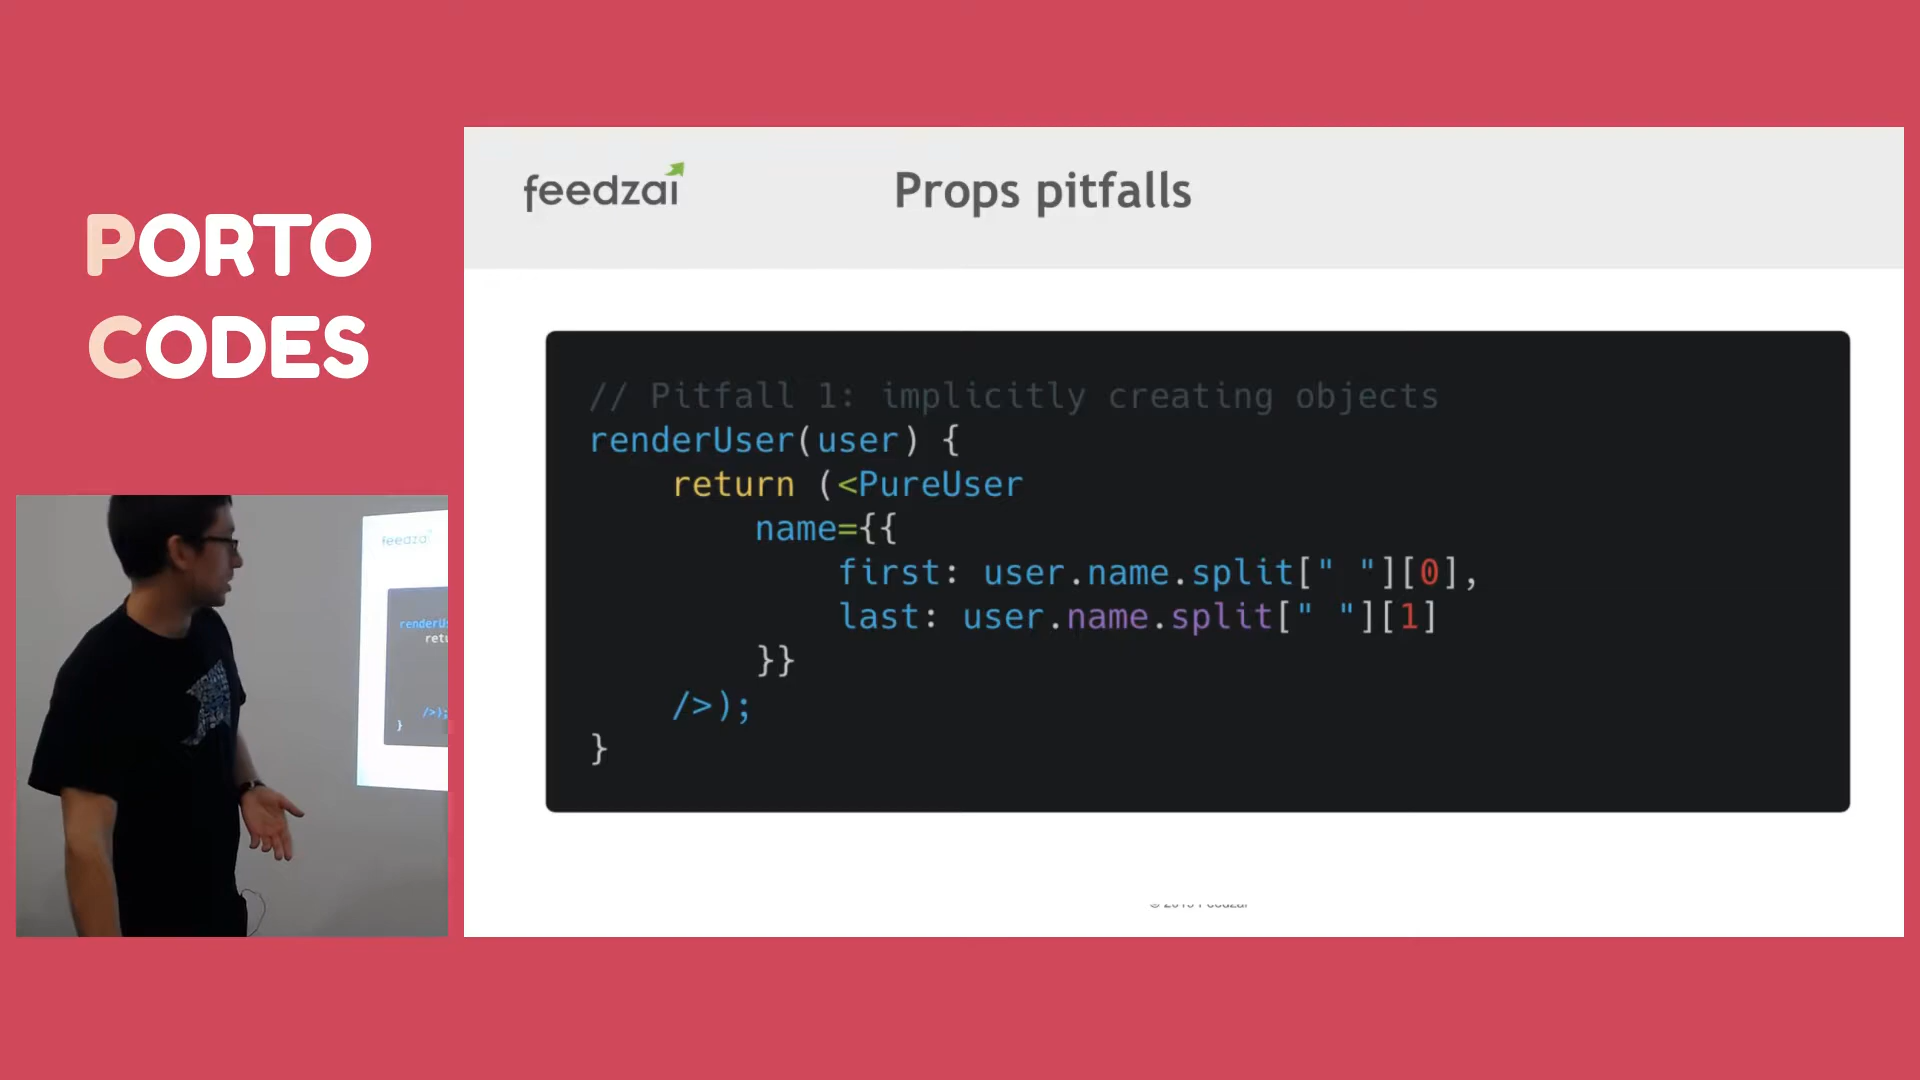 PORTO
CODES
feedzai
Props pitfalls
// Pitfall 1: implicitly creating objects
renderUser(user) {
return (<PureUser
name={{
first: user.name.split[" "][0],
last: user.name.split[" "][1]
}}
/>);
}
feedzai
/>);
}